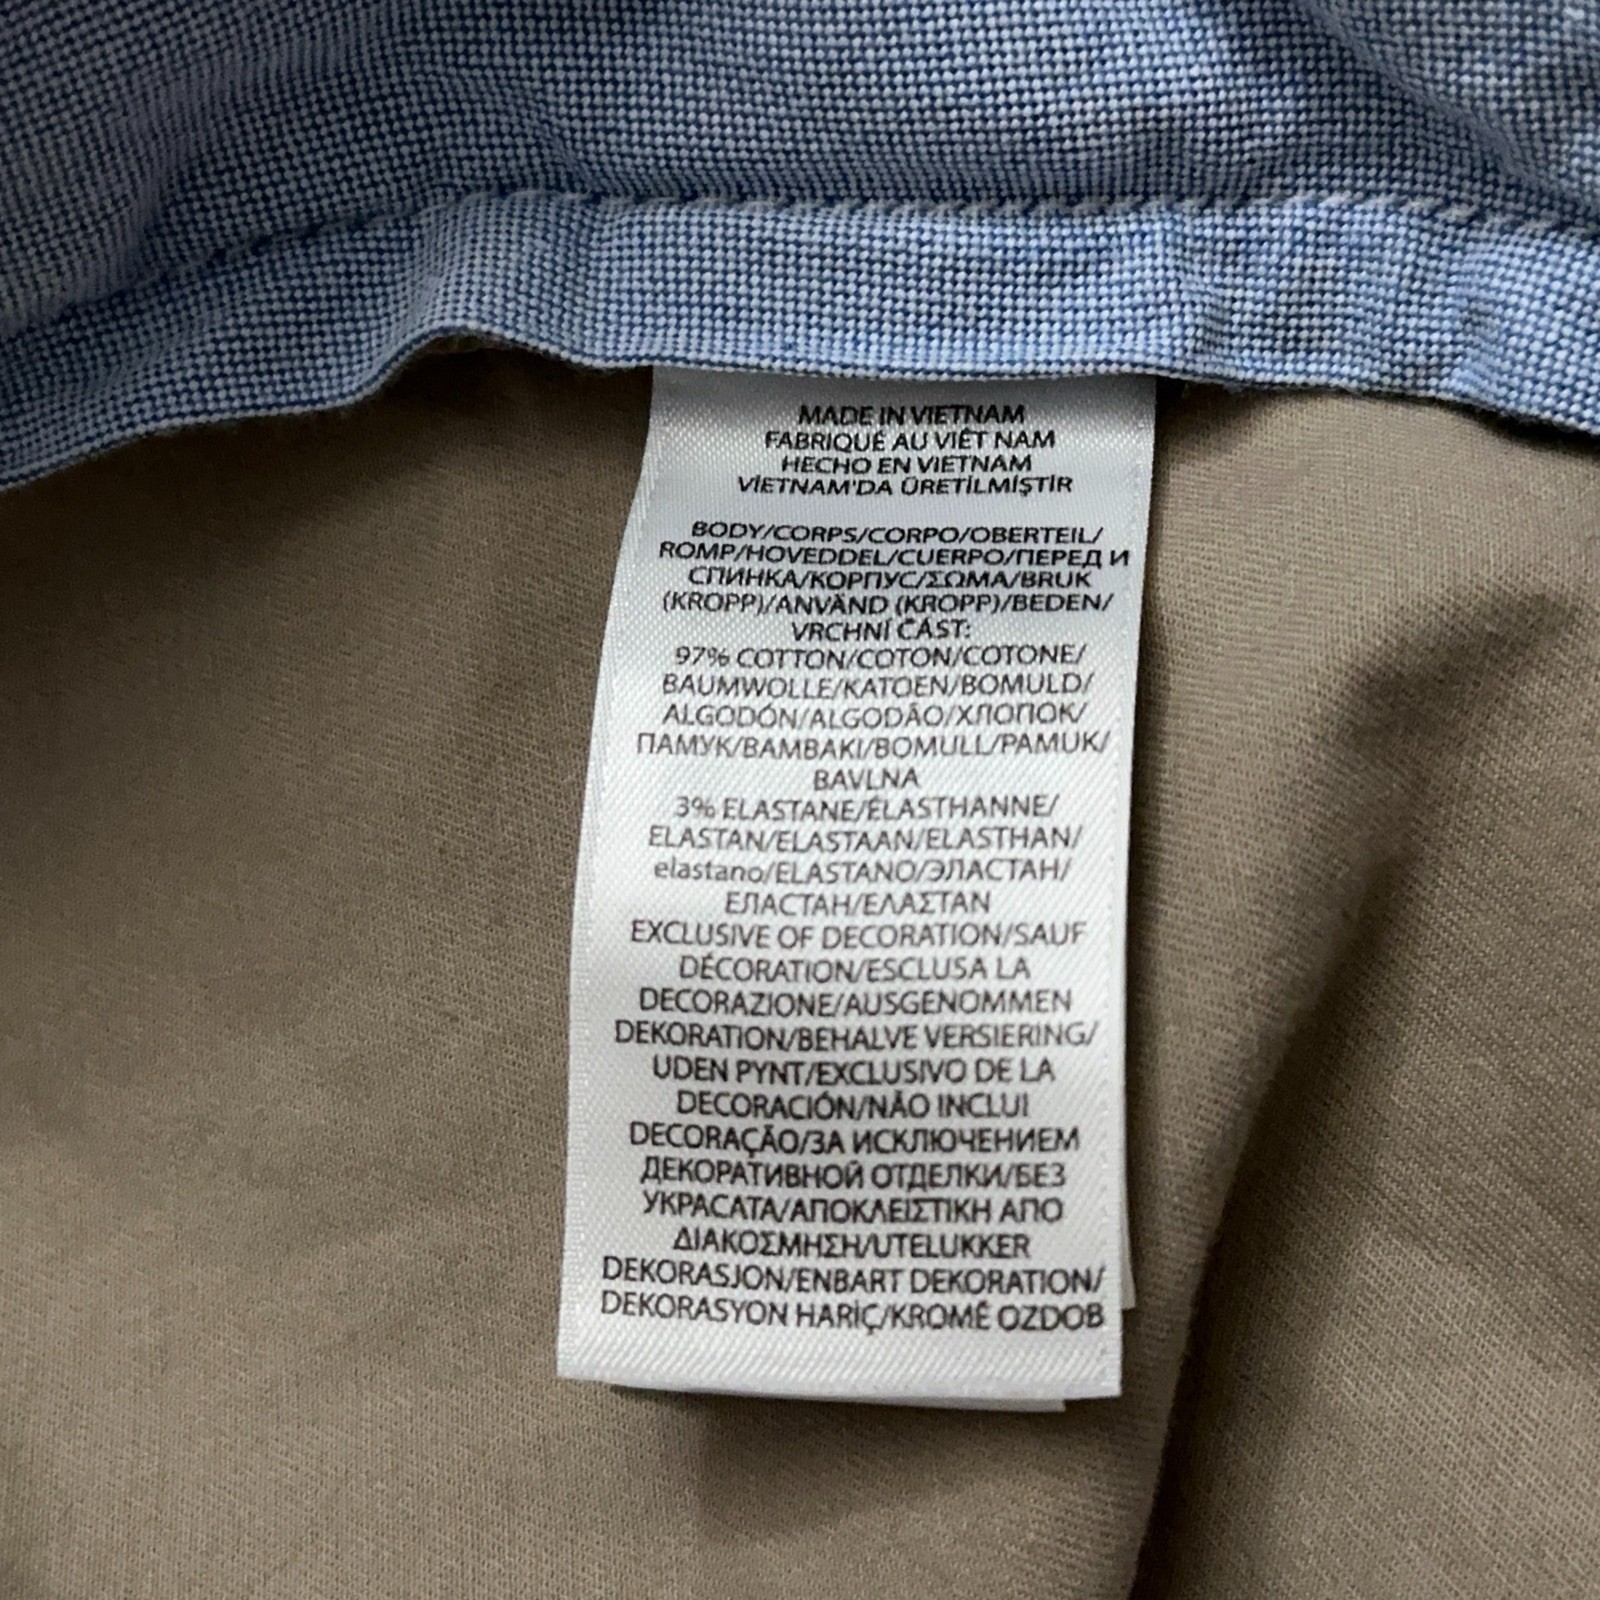 MADE IN VIETNAM
FABRIQUÉ AU VIÊT NAM
HECHO EN VIETNAM
VİETNAM'DA ÜRETİLMİŞTİR
BODY/CORPS/CORPO/OBERTEIL/
ROMP/HOVEDDEL/CUERPO/ПЕРЕД И
СПИНКА/КОРПУС/ΣΩΜΑ/BRUK
(KROPP)/ANVÄND (KROPP)/BEDEN/
VRCHNÍ ČÁST:
97% COTTON/COTON/COTONE/
BAUMWOLLE/KATOEN/BOMULD/
ALGODÓN/ALGODÃO/ХЛОПОК/
ПАМУК/ΒΑΜΒΑΚΙ/BOMULL/PAMUK/
BAVLNA
3% ELASTANE/ÉLASTHANNE/
ELASTAN/ELASTAAN/ELASTHAN/
elastano/ELASTANO/ЭЛАСТАН/
ЕЛАСТАН/ΕΛΑΣΤΑΝ
EXCLUSIVE OF DECORATION/SAUF
DÉCORATION/ESCLUSA LA
DECORAZIONE/AUSGENOMMEN
DEKORATION/BEHALVE VERSIERING/
UDEN PYNT/EXCLUSIVO DE LA
DECORACIÓN/NÃO INCLUI
DECORAÇÃO/ЗА ИСКЛЮЧЕНИЕМ
ДЕКОРАТИВНОЙ ОТДЕЛКИ/БЕЗ
УКРАСАТА/ΑΠΟΚΛΕΙΣΤΙΚΗ ΑΠΟ
ΔΙΑΚΟΣΜΗΣΗ/UTELUKKER
DEKORASJON/ENBART DEKORATION/
DEKORASYON HARİÇ/KROMĚ OZDOB